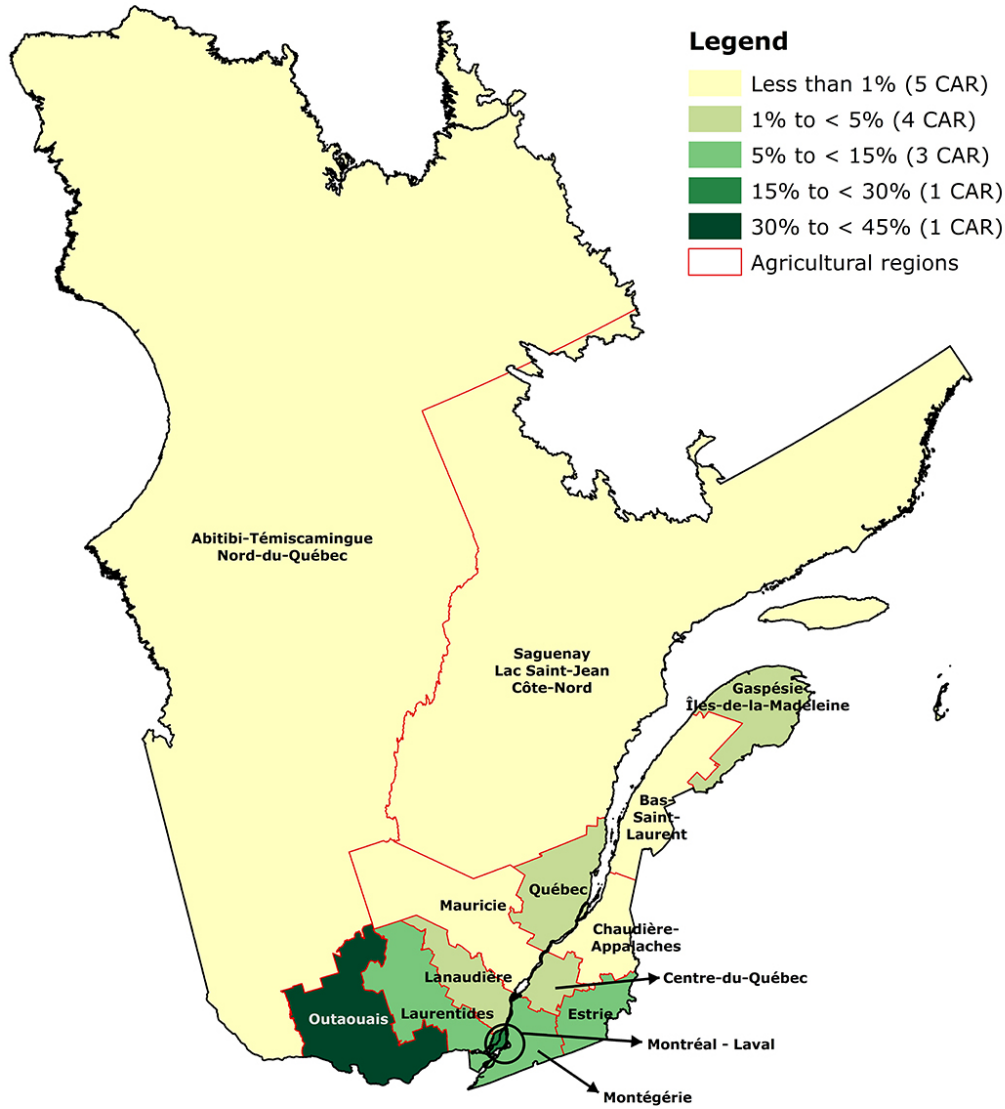 Legend
Less than 1% (5 CAR)
1% to < 5% (4 CAR)
5% to < 15% (3 CAR)
15% to < 30% (1 CAR)
30% to < 45% (1 CAR)
Agricultural regions
Abitibi-Témiscamingue
Nord-du-Québec
Saguenay
Lac Saint-Jean
Côte-Nord
Gaspésie-
Îles-de-la-Madeleine
Bas-
Saint-
Laurent
Québec
Mauricie
Chaudière-
Appalaches
Lanaudière
Centre-du-Québec
Outaouais
Laurentides
Estrie
Montréal - Laval
Montégérie